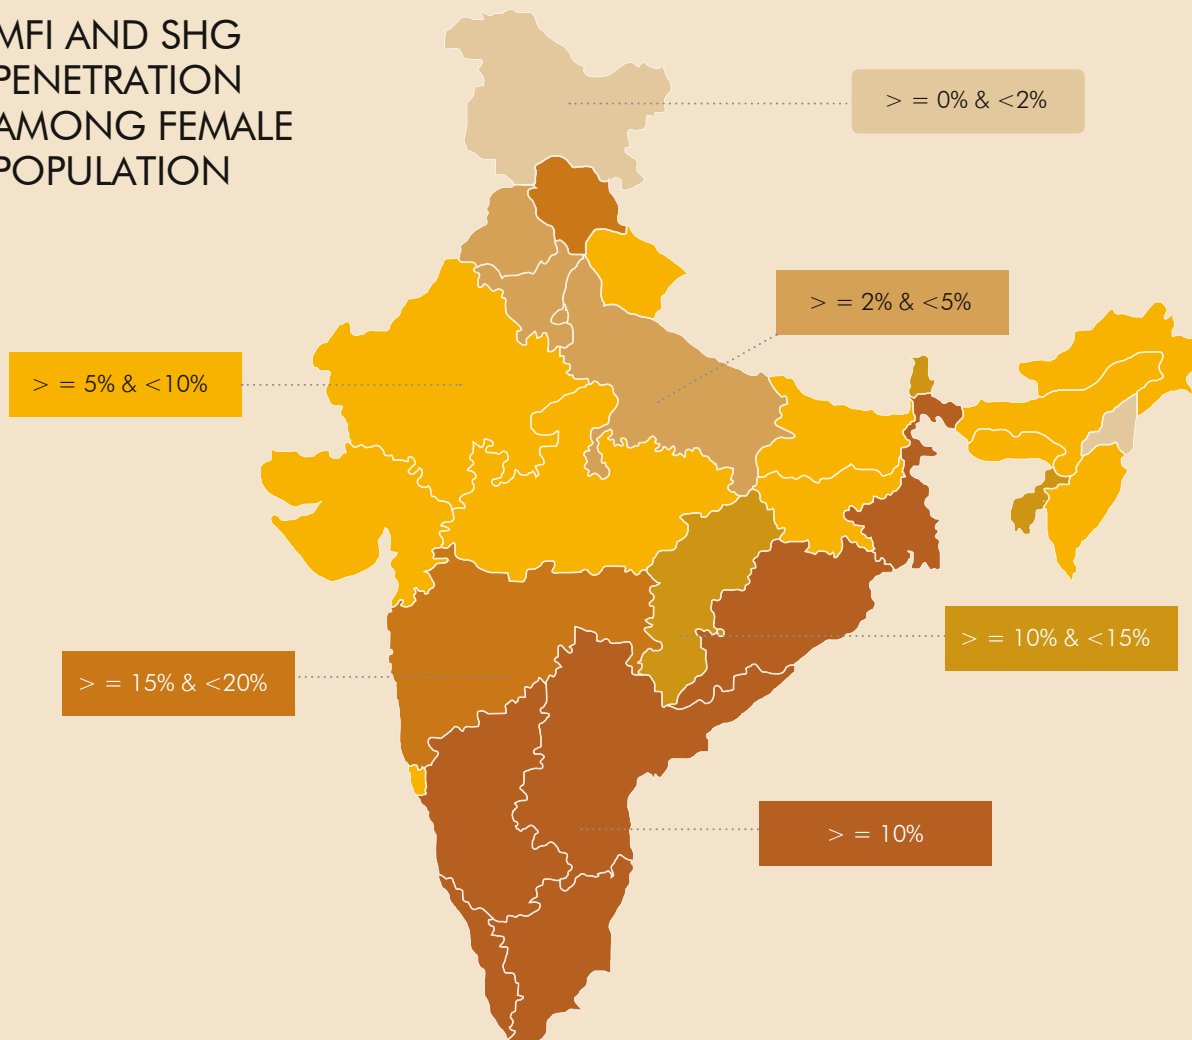 MFI AND SHG
PENETRATION
AMONG FEMALE
POPULATION
> = 0% & <2%
> = 2% & <5%
> = 5% & <10%
> = 10% & <15%
> = 15% & <20%
> = 10%